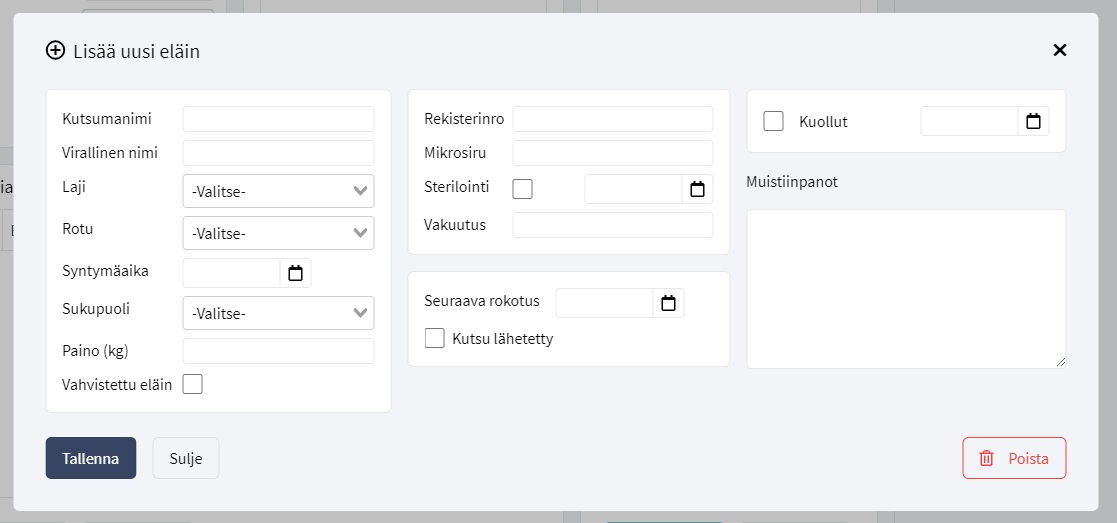 Lisää uusi eläin
Kutsumanimi
Virallinen nimi
Laji
-Valitse-
Rotu
-Valitse-
Syntymäaika
Sukupuoli
-Valitse-
Paino (kg)
Vahvistettu eläin
Rekisterinro
Mikrosiru
Sterilointi
Vakuutus
Seuraava rokotus
Kutsu lähetetty
Kuollut
Muistiinpanot
Tallenna
Sulje
Poista